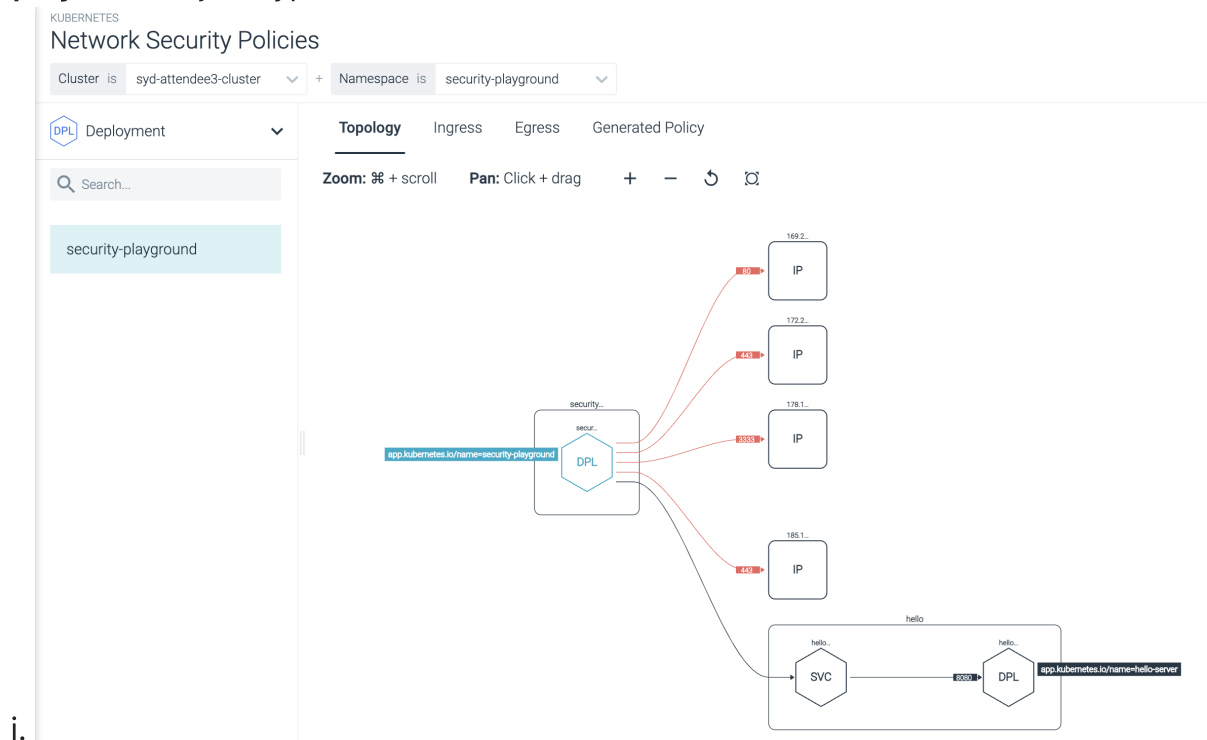 KUBERNETES
Network Security Policies
Cluster is syd-attendee3-cluster + Namespace is security-playground
DPL Deployment
Topology Ingress Egress Generated Policy
Search...
Zoom: ⌘ + scroll Pan: Click + drag + −
security-playground
169.2...
80 IP
172.2...
443 IP
178.1...
3333 IP
security...
secur...
app.kubernetes.io/name=security-playground
DPL
185.1...
443 IP
hello
hello... hello...
SVC 8080 DPL
app.kubernetes.io/name=hello-server
i.